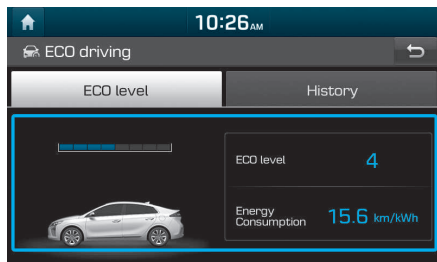 10:26AM
ECO driving
ECO level
History
ECO level 4
Energy
Consumption 15.6 km/kWh